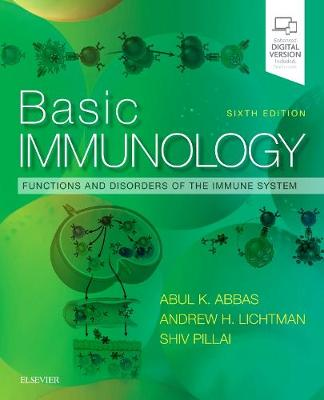 Enhanced
DIGITAL
VERSION
Included.
Basic
SIXTH EDITION
IMMUNOLOGY
FUNCTIONS AND DISORDERS OF THE IMMUNE SYSTEM
ABUL K. ABBAS
ANDREW H. LICHTMAN
SHIV PILLAI
ELSEVIER